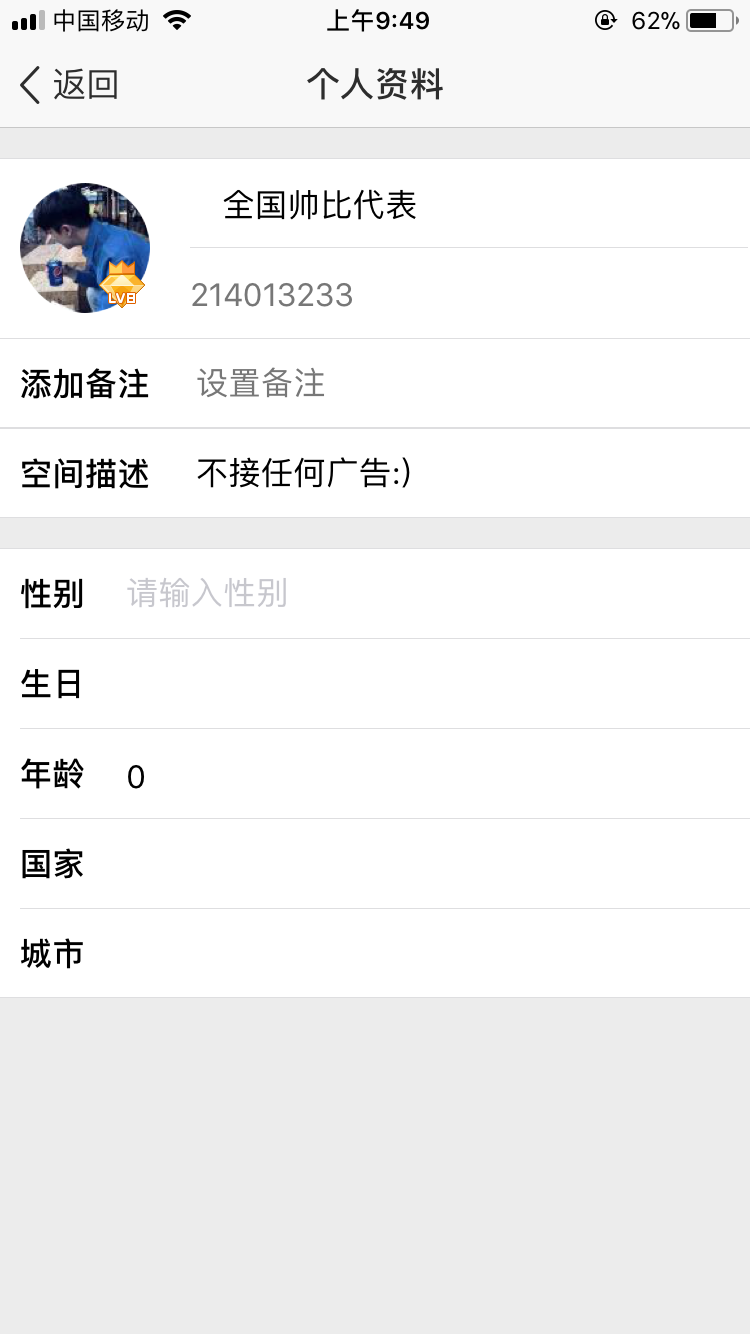 中国移动 上午9:49 62%
返回 个人资料
全国帅比代表
LV8
214013233
添加备注 设置备注
空间描述 不接任何广告:)
性别 请输入性别
生日
年龄 0
国家
城市